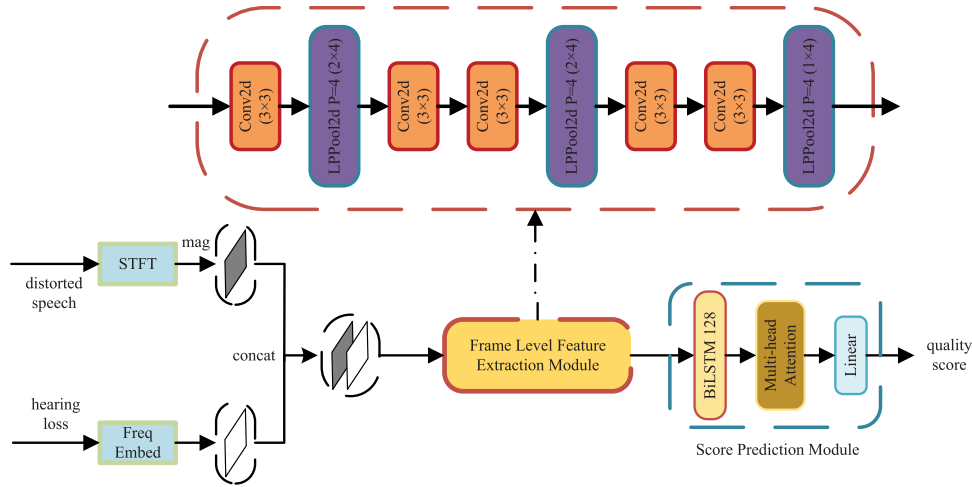 Conv2d
(3×3)
LPPool2d P=4 (2×4)
Conv2d
(3×3)
Conv2d
(3×3)
LPPool2d P=4 (2×4)
Conv2d
(3×3)
Conv2d
(3×3)
LPPool2d P=4 (1×4)
distorted
speech
STFT
mag
hearing
loss
Freq
Embed
concat
Frame Level Feature
Extraction Module
BiLSTM 128
Multi-head
Attention
Linear
quality
score
Score Prediction Module